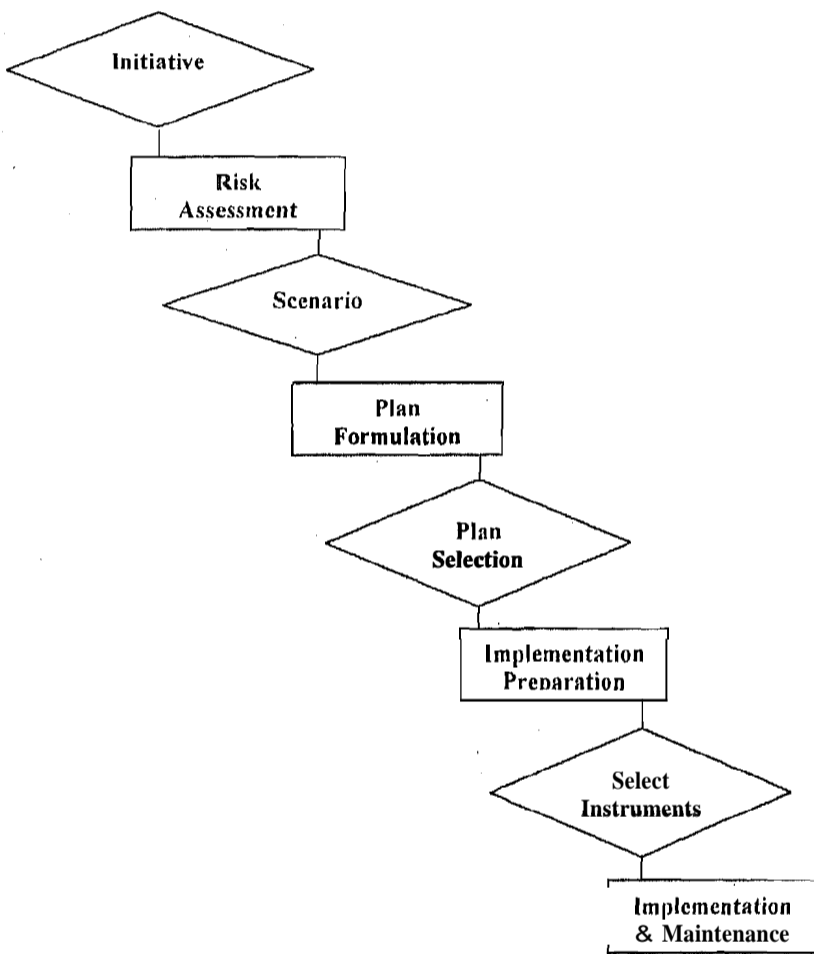 Initiative
Risk
Assessment
Scenario
Plan
Formulation
Plan
Selection
Implementation
Preparation
Select
Instruments
Implementation
& Maintenance